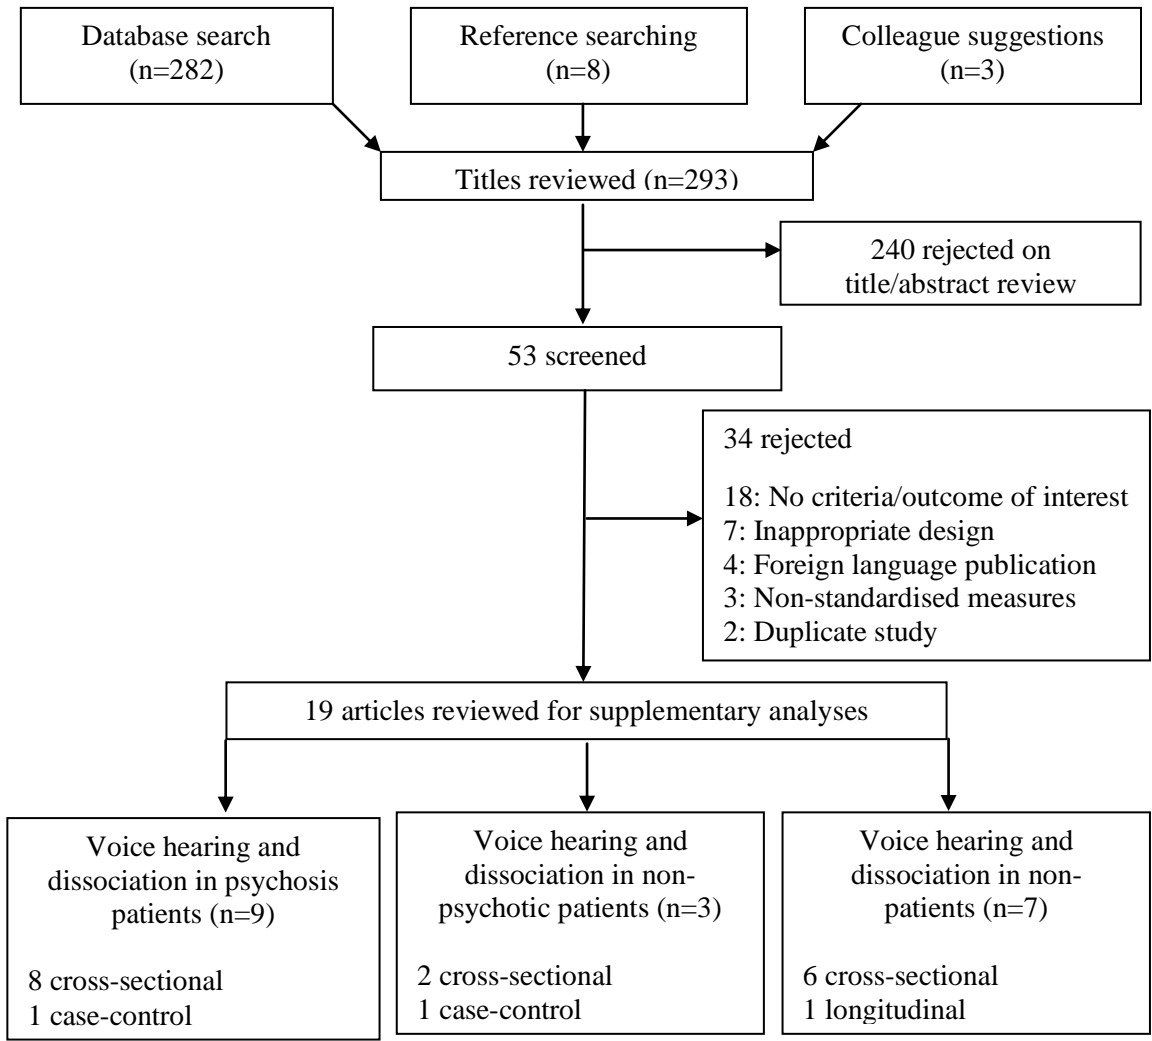 Database search
(n=282)
Reference searching
(n=8)
Colleague suggestions
(n=3)
Titles reviewed (n=293)
240 rejected on
title/abstract review
53 screened
34 rejected
18: No criteria/outcome of interest
7: Inappropriate design
4: Foreign language publication
3: Non-standardised measures
2: Duplicate study
19 articles reviewed for supplementary analyses
Voice hearing and
dissociation in psychosis
patients (n=9)
8 cross-sectional
1 case-control
Voice hearing and
dissociation in non-
psychotic patients (n=3)
2 cross-sectional
1 case-control
Voice hearing and
dissociation in non-
patients (n=7)
6 cross-sectional
1 longitudinal